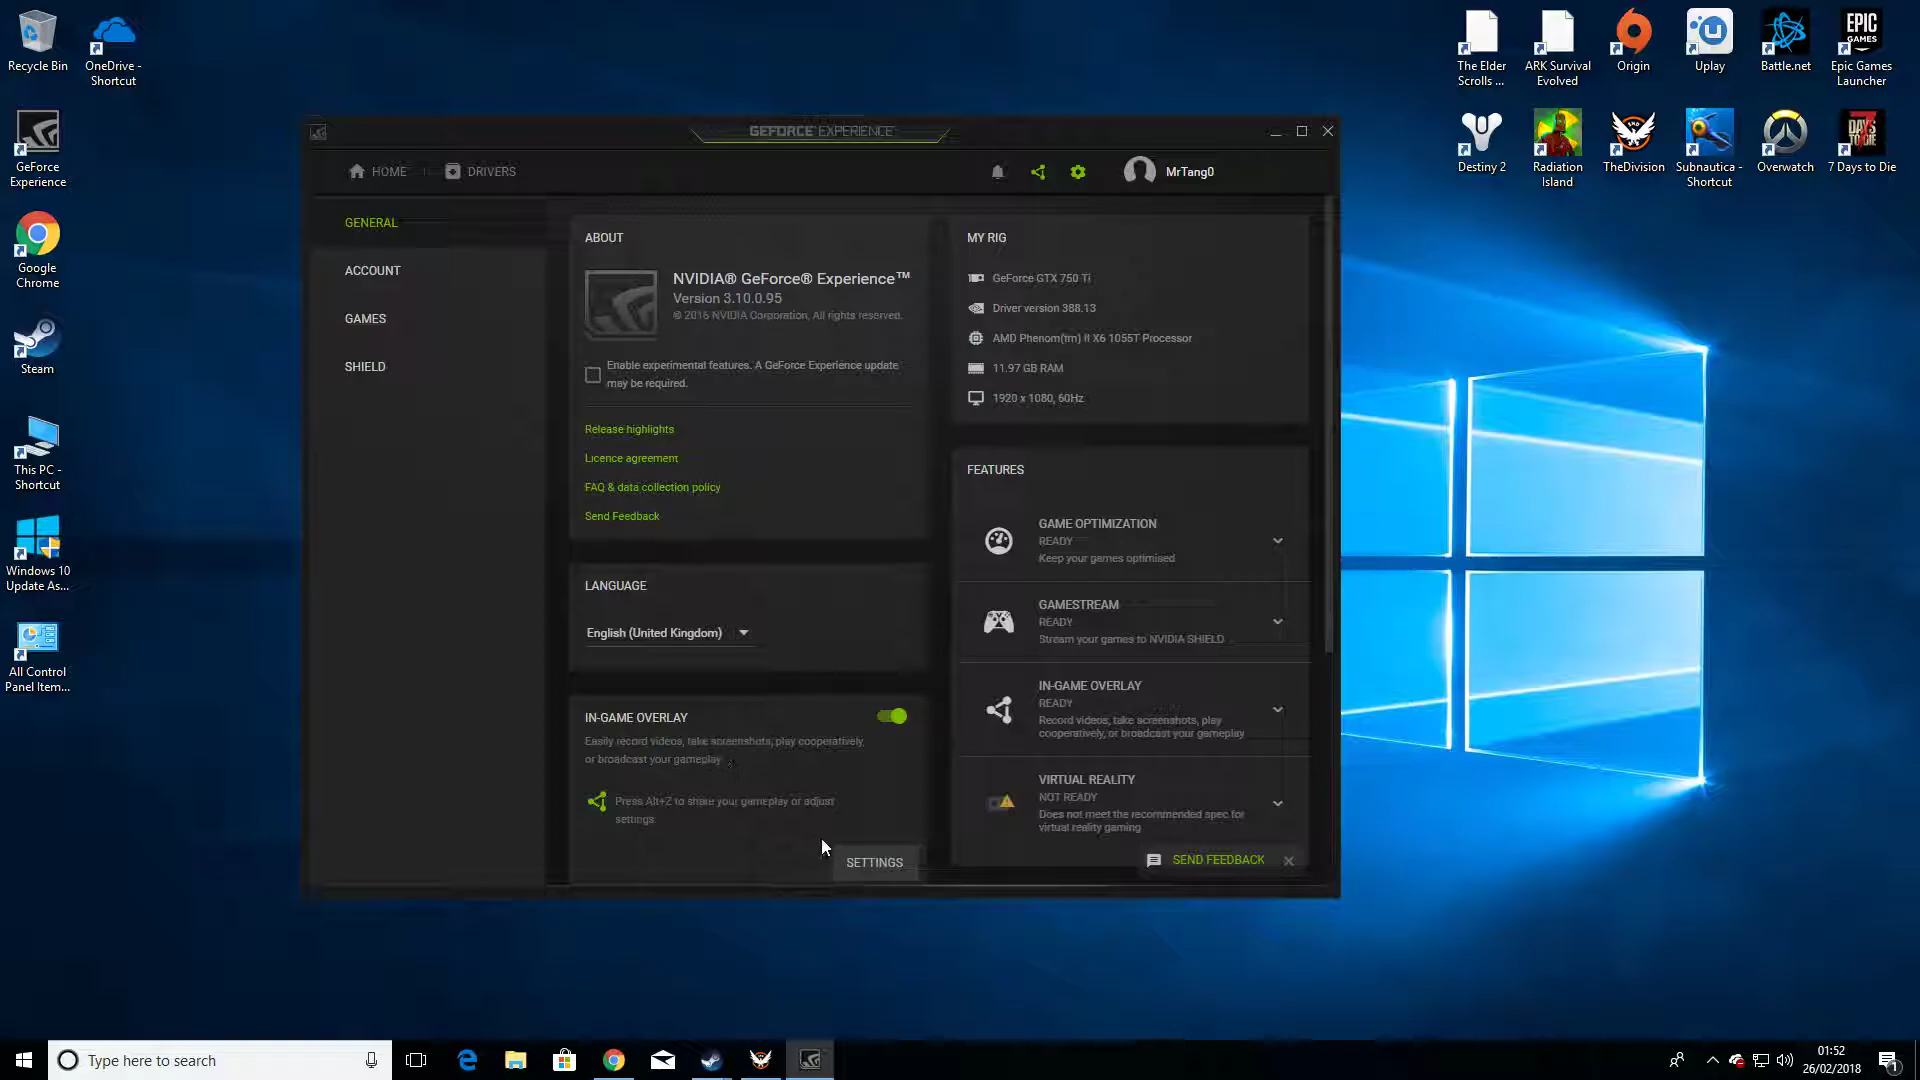 Recycle Bin
OneDrive -
Shortcut
GeForce
Experience
Google
Chrome
Steam
This PC -
Shortcut
Windows 10
Update As...
All Control
Panel Item...
The Elder
Scrolls ...
ARK Survival
Evolved
Origin
Uplay
Battle.net
EPIC
GAMES
Epic Games
Launcher
Destiny 2
Radiation
Island
TheDivision
Subnautica -
Shortcut
Overwatch
7 DAYS TO DIE
7 Days to Die
GEFORCE EXPERIENCE
HOME
DRIVERS
MrTang0
GENERAL
ACCOUNT
GAMES
SHIELD
ABOUT
NVIDIA® GeForce® Experience™
Version 3.10.0.95
© 2016 NVIDIA Corporation. All rights reserved.
Enable experimental features. A GeForce Experience update
may be required.
Release highlights
Licence agreement
FAQ & data collection policy
Send Feedback
LANGUAGE
English (United Kingdom)
IN-GAME OVERLAY
Easily record videos, take screenshots, play cooperatively,
or broadcast your gameplay
Press Alt+Z to share your gameplay or adjust
settings.
SETTINGS
MY RIG
GeForce GTX 750 Ti
Driver version 388.13
AMD Phenom(tm) II X6 1055T Processor
11.97 GB RAM
1920 x 1080, 60Hz
FEATURES
GAME OPTIMIZATION
READY
Keep your games optimised
GAMESTREAM
READY
Stream your games to NVIDIA SHIELD
IN-GAME OVERLAY
READY
Record videos, take screenshots, play
cooperatively, or broadcast your gameplay
VIRTUAL REALITY
NOT READY
Does not meet the recommended spec for
virtual reality gaming
SEND FEEDBACK
Type here to search
01:52
26/02/2018
1